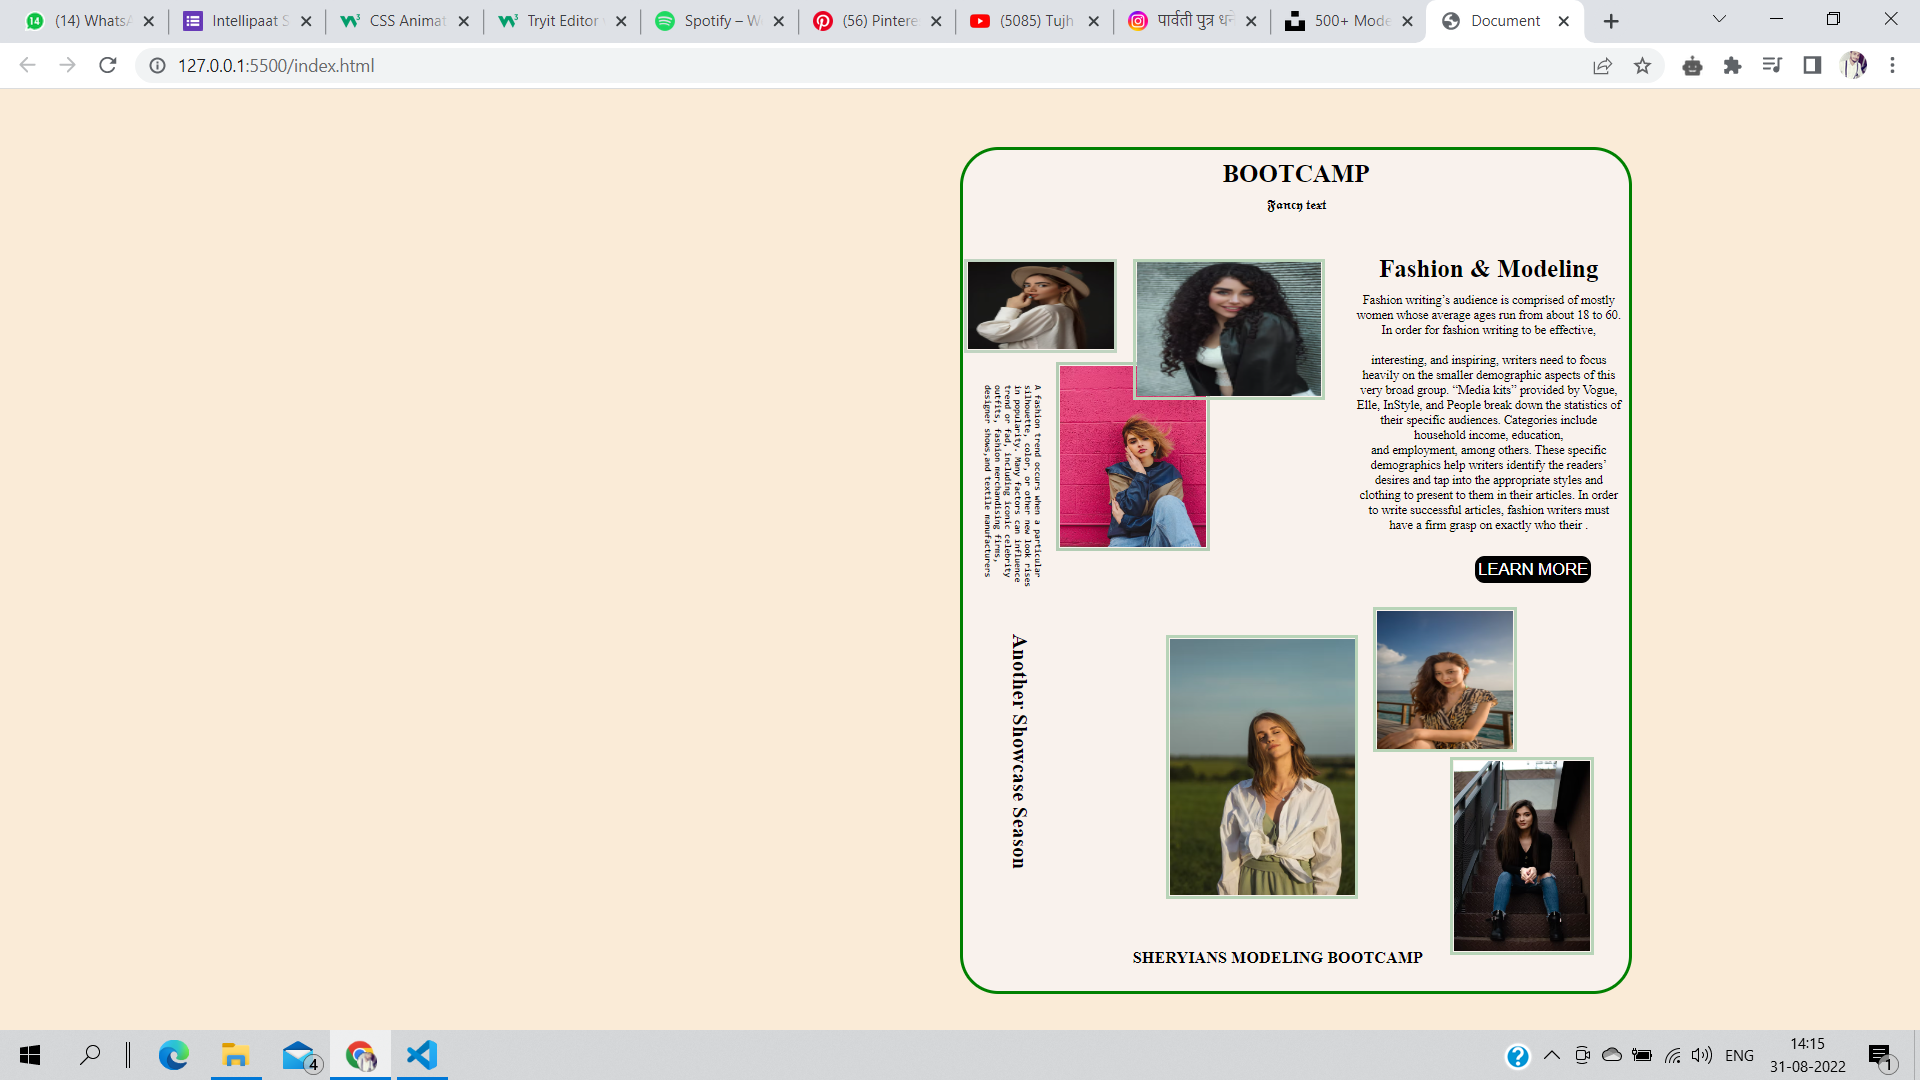 (14) WhatsA
Intellipaat S
CSS Animat
Tryit Editor
Spotify – W
(56) Pintere
(5085) Tujh
पार्वती पुत्र धने
500+ Mode
Document
127.0.0.1:5500/index.html
BOOTCAMP
Fancy text
Fashion & Modeling
Fashion writing’s audience is comprised of mostly
women whose average ages run from about 18 to 60.
In order for fashion writing to be effective,
interesting, and inspiring, writers need to focus
heavily on the smaller demographic aspects of this
very broad group. “Media kits” provided by Vogue,
Elle, InStyle, and People break down the statistics of
their specific audiences. Categories include
household income, education,
and employment, among others. These specific
demographics help writers identify the readers’
desires and tap into the appropriate styles and
clothing to present to them in their articles. In order
to write successful articles, fashion writers must
have a firm grasp on exactly who their .
LEARN MORE
A fashion trend occurs when a particular
silhouette, color, or other new look rises
in popularity. Many factors can influence
trend or fad, including iconic celebrity
outfits, fashion merchandising firms,
designer shows,and textile manufacturers
Another Showcase Season
SHERYIANS MODELING BOOTCAMP
4
ENG
14:15
31-08-2022
1